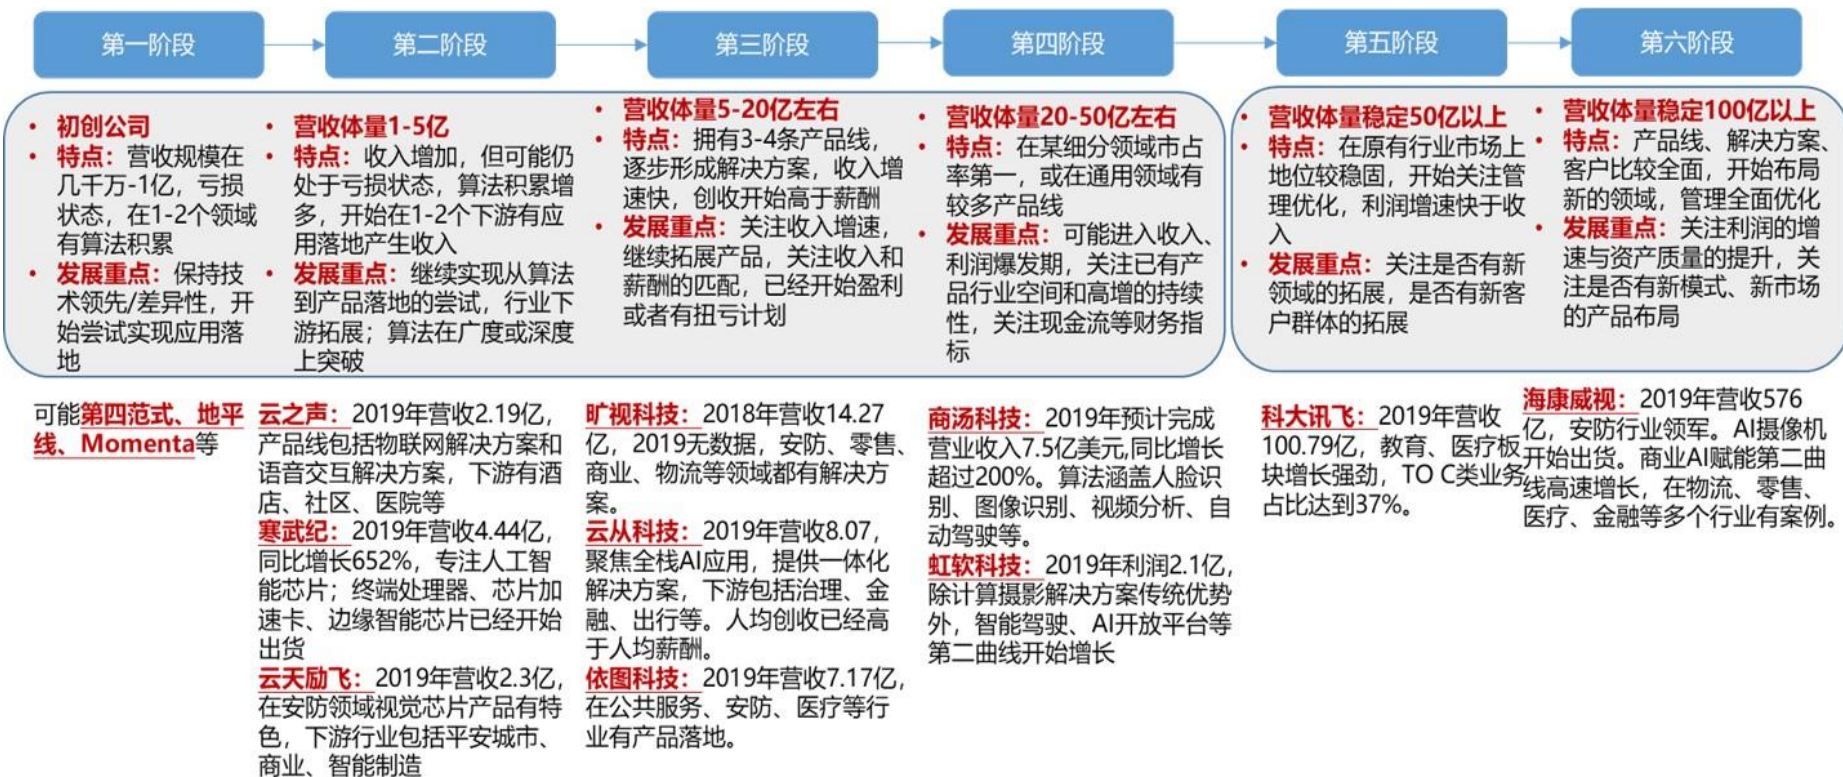 第一阶段
第二阶段
第三阶段
第四阶段
第五阶段
第六阶段
• 初创公司
• 特点：营收规模在
几千万-1亿，亏损
状态，在1-2个领域
有算法积累
• 发展重点：保持技
术领先/差异性，开
始尝试实现应用落
地
• 营收体量1-5亿
• 特点：收入增加，但可能仍
处于亏损状态，算法积累增
多，开始在1-2个下游有应
用落地产生收入
• 发展重点：继续实现从算法
到产品落地的尝试，行业下
游拓展；算法在广度或深度
上突破
• 营收体量5-20亿左右
• 特点：拥有3-4条产品线，
逐步形成解决方案，收入增
速快，创收开始高于薪酬
• 发展重点：关注收入增速，
继续拓展产品，关注收入和
薪酬的匹配，已经开始盈利
或者有扭亏计划
• 营收体量20-50亿左右
• 特点：在某细分领域市占
率第一，或在通用领域有
较多产品线
• 发展重点：可能进入收入、
利润爆发期，关注已有产
品行业空间和高增的持续
性，关注现金流等财务指
标
• 营收体量稳定50亿以上
• 特点：在原有行业市场上
地位较稳固，开始关注管
理优化，利润增速快于收
入
• 发展重点：关注是否有新
领域的拓展，是否有新客
户群体的拓展
• 营收体量稳定100亿以上
• 特点：产品线、解决方案、
客户比较全面，开始布局
新的领域，管理全面优化
• 发展重点：关注利润的增
速与资产质量的提升，关
注是否有新模式、新市场
的产品布局
可能第四范式、地平
线、Momenta等
云之声：2019年营收2.19亿，
产品线包括物联网解决方案和
语音交互解决方案，下游有酒
店、社区、医院等
寒武纪：2019年营收4.44亿，
同比增长652%，专注人工智
能芯片；终端处理器、芯片加
速卡、边缘智能芯片已经开始
出货
云天励飞：2019年营收2.3亿，
在安防领域视觉芯片产品有特
色，下游行业包括平安城市、
商业、智能制造
旷视科技：2018年营收14.27
亿，2019无数据，安防、零售、
商业、物流等领域都有解决方
案。
云从科技：2019年营收8.07，
聚焦全栈AI应用，提供一体化
解决方案，下游包括治理、金
融、出行等。人均创收已经高
于人均薪酬。
依图科技：2019年营收7.17亿，
在公共服务、安防、医疗等行
业有产品落地。
商汤科技：2019年预计完成
营业收入7.5亿美元,同比增长
超过200%。算法涵盖人脸识
别、图像识别、视频分析、自
动驾驶等。
虹软科技：2019年利润2.1亿，
除计算摄影解决方案传统优势
外，智能驾驶、AI开放平台等
第二曲线开始增长
科大讯飞：2019年营收
100.79亿，教育、医疗板
块增长强劲，TO C类业务
占比达到37%。
海康威视：2019年营收576
亿，安防行业领军。AI摄像机
开始出货。商业AI赋能第二曲
线高速增长，在物流、零售、
医疗、金融等多个行业有案例。